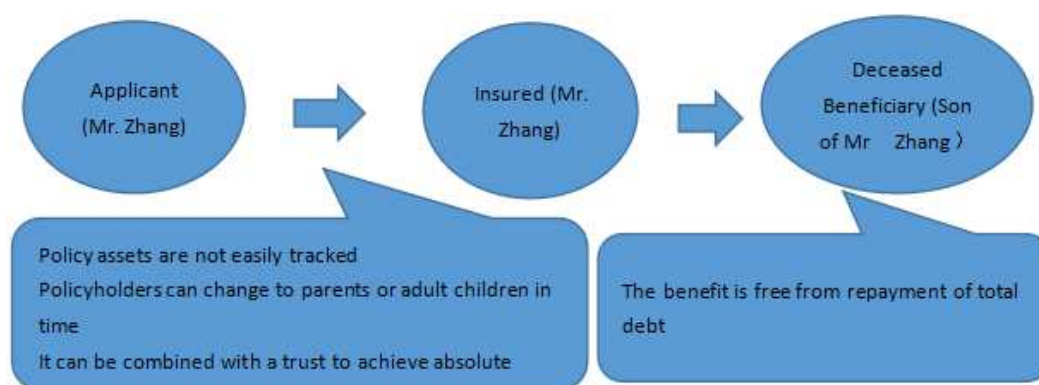 Applicant
(Mr. Zhang)
Insured (Mr.
Zhang)
Deceased
Beneficiary (Son
of Mr Zhang）
Policy assets are not easily tracked
Policyholders can change to parents or adult children in
time
It can be combined with a trust to achieve absolute
The benefit is free from repayment of total
debt